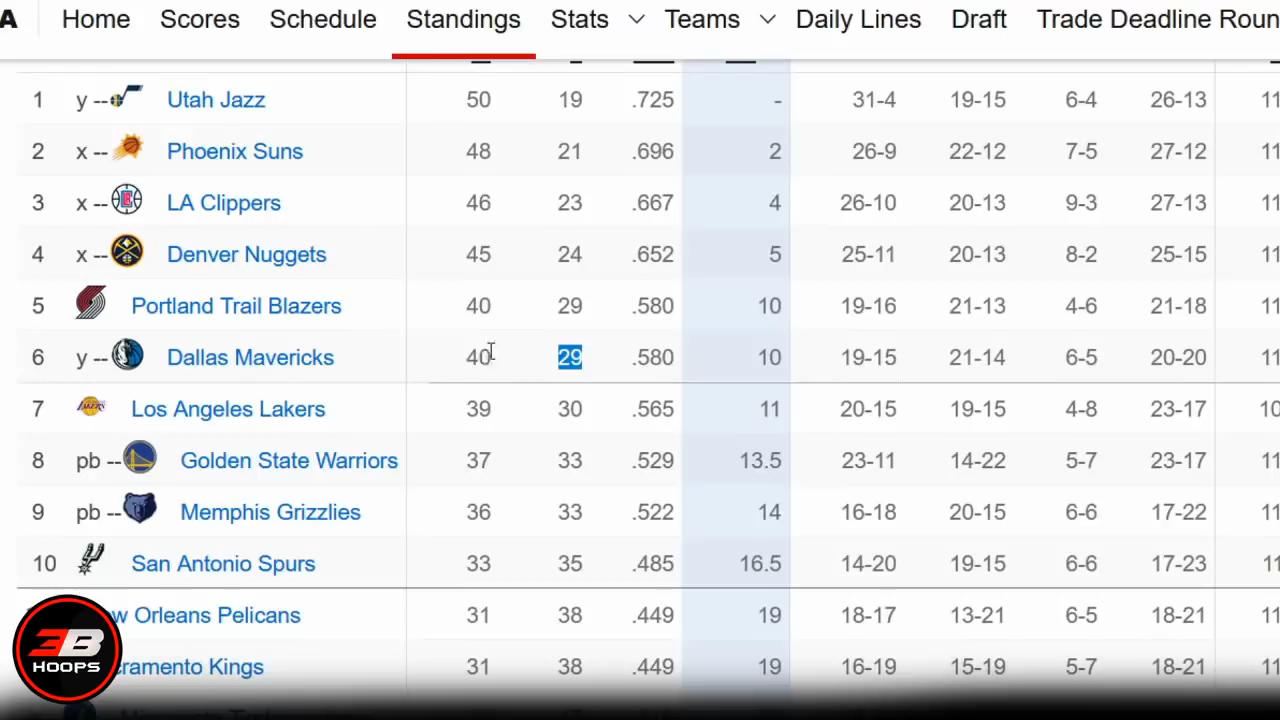 A Home Scores Schedule Standings Stats Teams Daily Lines Draft Trade Deadline Roun
1 y -- Utah Jazz 50 19 .725 - 31-4 19-15 6-4 26-13 11
2 x -- Phoenix Suns 48 21 .696 2 26-9 22-12 7-5 27-12 11
3 x -- LA Clippers 46 23 .667 4 26-10 20-13 9-3 27-13 11
4 x -- Denver Nuggets 45 24 .652 5 25-11 20-13 8-2 25-15 11
5 Portland Trail Blazers 40 29 .580 10 19-16 21-13 4-6 21-18 11
6 y -- Dallas Mavericks 40 29 .580 10 19-15 21-14 6-5 20-20 11
7 LAKERS Los Angeles Lakers 39 30 .565 11 20-15 19-15 4-8 23-17 10
8 pb -- Golden State Warriors 37 33 .529 13.5 23-11 14-22 5-7 23-17 11
9 pb -- Memphis Grizzlies 36 33 .522 14 16-18 20-15 6-6 17-22 11
10 San Antonio Spurs 33 35 .485 16.5 14-20 19-15 6-6 17-23 11
w Orleans Pelicans 31 38 .449 19 18-17 13-21 6-5 18-21 11
cramento Kings 31 38 .449 19 16-19 15-19 5-7 18-21 11
3B
HOOPS